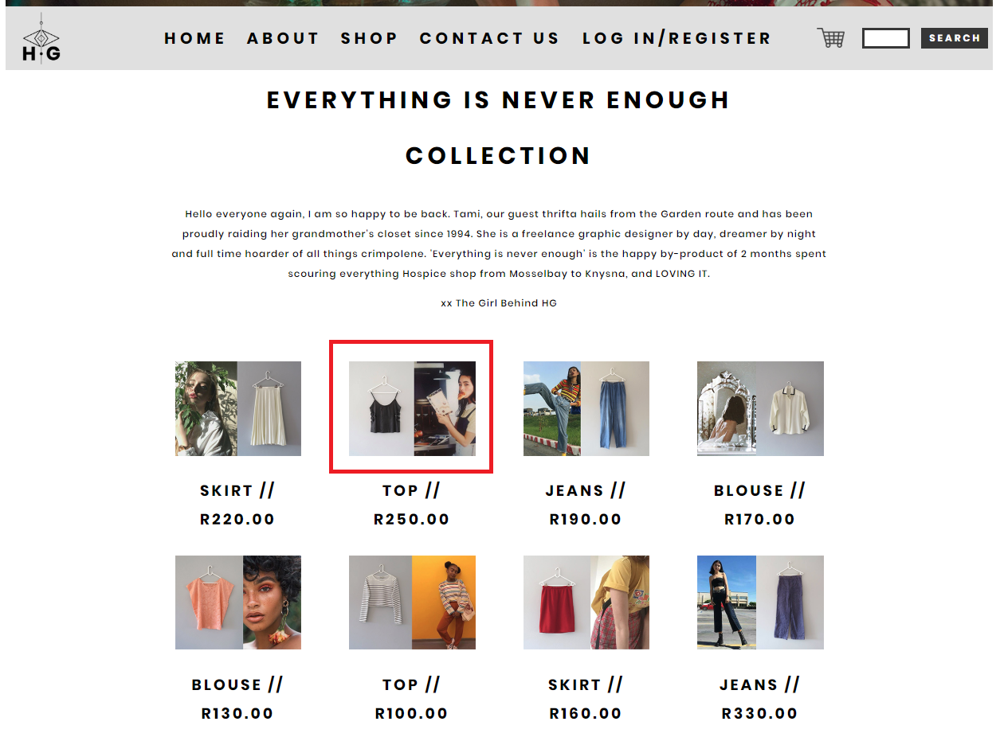 HOME ABOUT SHOP CONTACT US LOG IN/REGISTER SEARCH
H G
EVERYTHING IS NEVER ENOUGH
COLLECTION
Hello everyone again, I am so happy to be back. Tami, our guest thrifta hails from the Garden route and has been
proudly raiding her grandmother's closet since 1994. She is a freelance graphic designer by day, dreamer by night
and full time hoarder of all things crimpolene. 'Everything is never enough' is the happy by-product of 2 months spent
scouring everything Hospice shop from Mosselbay to Knysna, and LOVING IT.
xx The Girl Behind HG
SKIRT //
R220.00
TOP //
R250.00
JEANS //
R190.00
BLOUSE //
R170.00
BLOUSE //
R130.00
TOP //
R100.00
SKIRT //
R160.00
JEANS //
R330.00